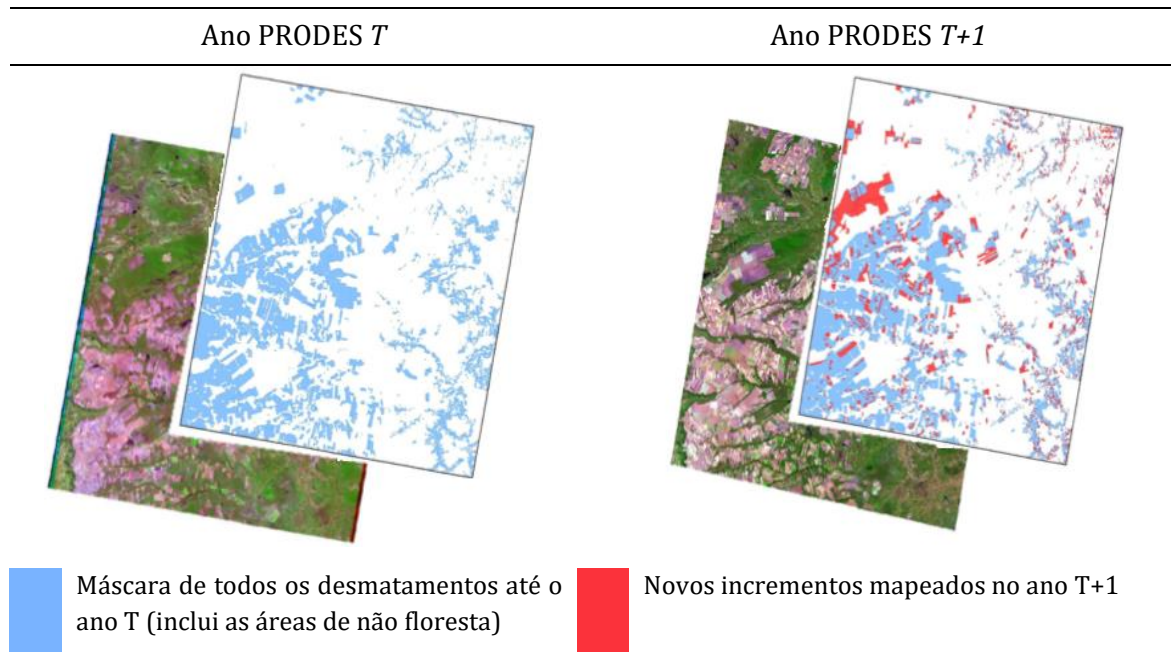 Ano PRODES T
Ano PRODES T+1
Máscara de todos os desmatamentos até o
ano T (inclui as áreas de não floresta)
Novos incrementos mapeados no ano T+1